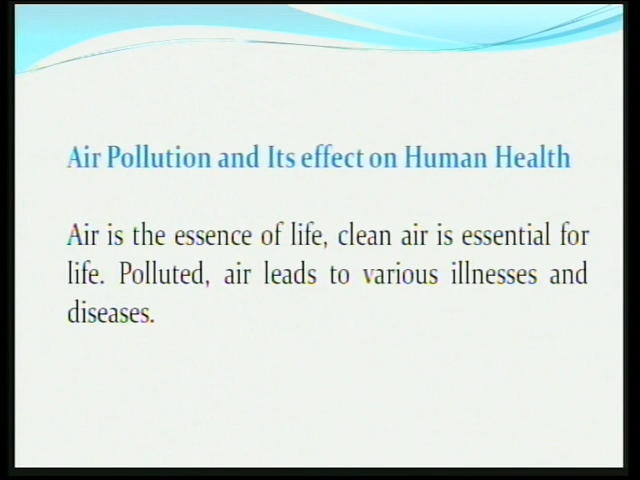 Air Pollution and Its effect on Human Health
Air is the essence of life, clean air is essential for
life. Polluted, air leads to various illnesses and
diseases.